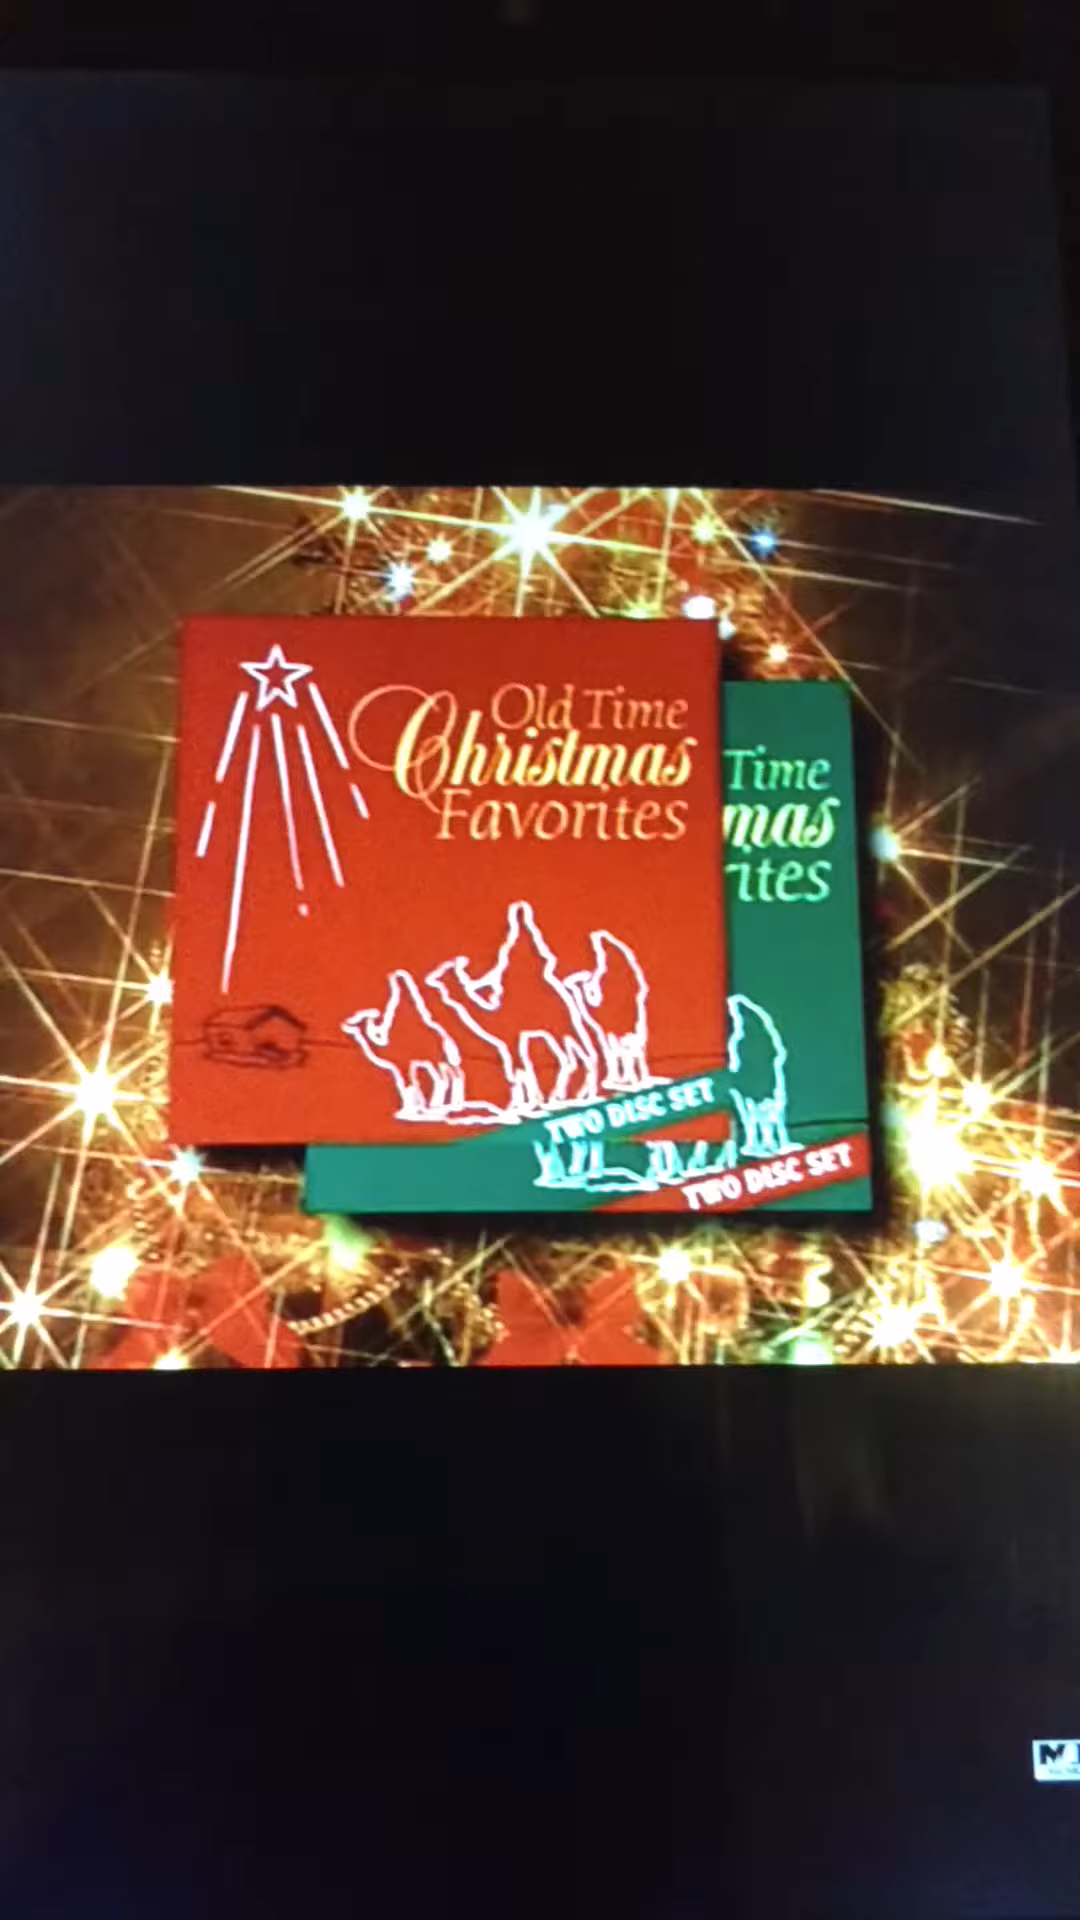 Old Time
Christmas
Favorites
Time
mas
rites
TWO DISC SET
TWO DISC SET